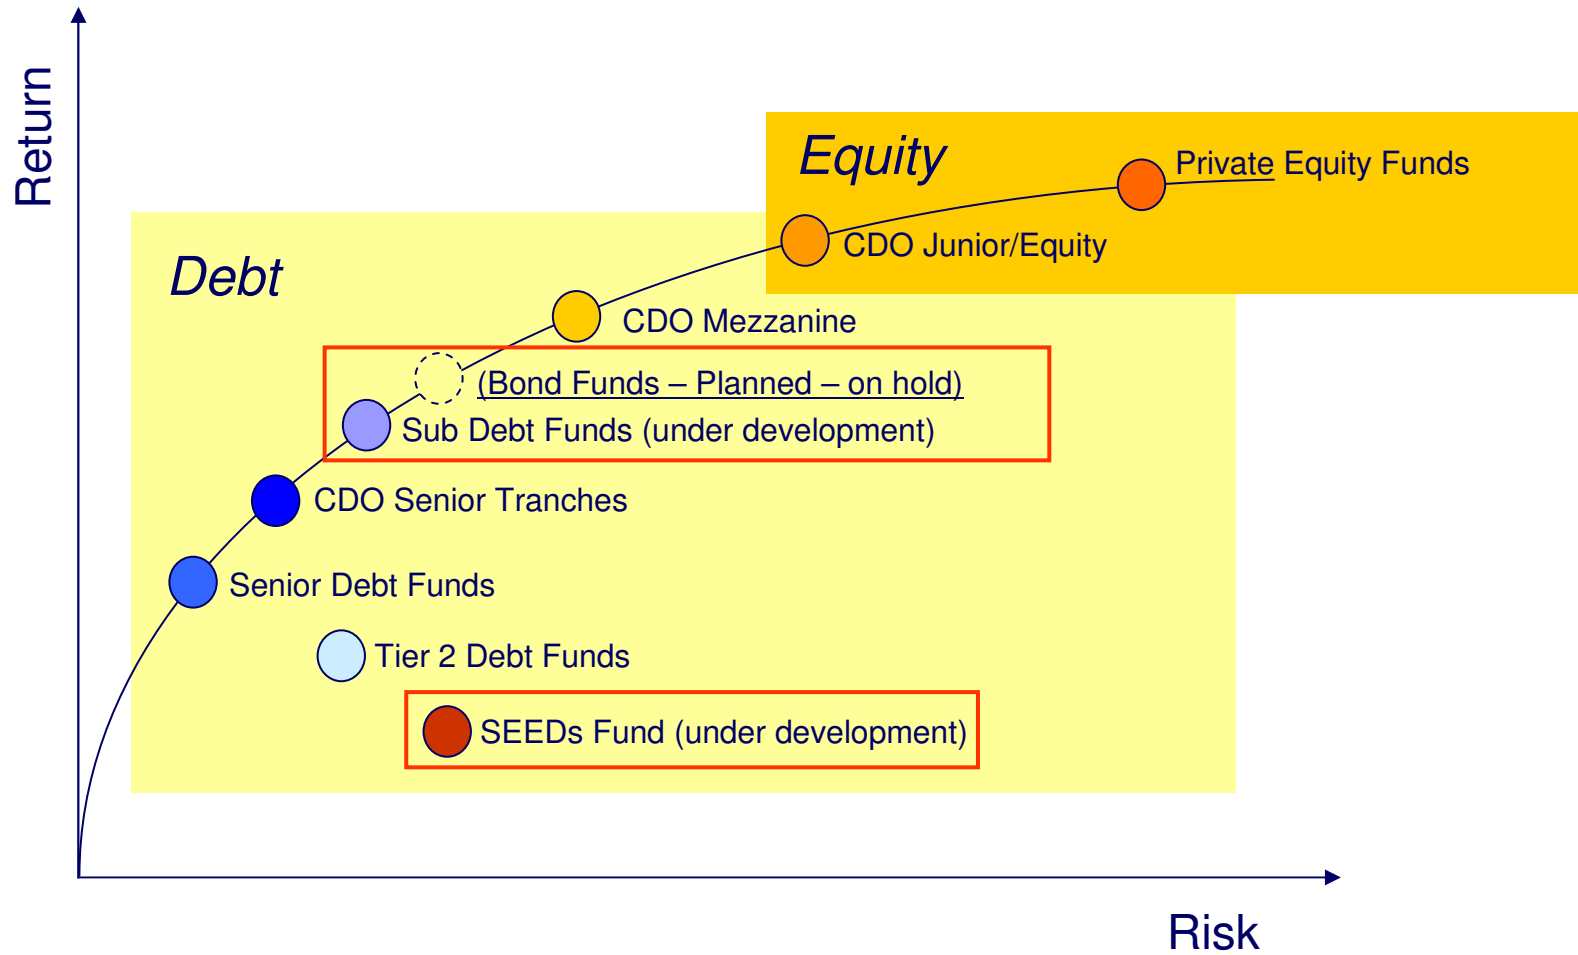 Return
Equity
Private Equity Funds
CDO Junior/Equity
Debt
CDO Mezzanine
(Bond Funds – Planned – on hold)
Sub Debt Funds (under development)
CDO Senior Tranches
Senior Debt Funds
Tier 2 Debt Funds
SEEDs Fund (under development)
Risk